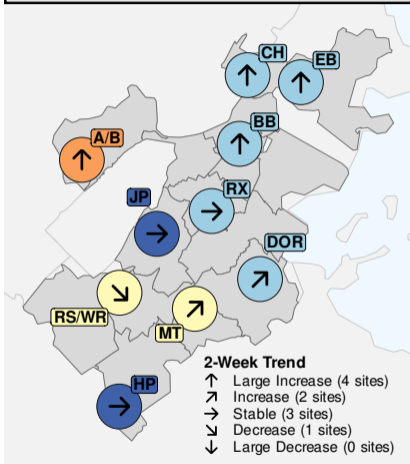 CH
EB
BB
A/B
JP
RX
DOR
RS/WR
MT
HP
2-Week Trend
↑ Large Increase (4 sites)
↗ Increase (2 sites)
→ Stable (3 sites)
↘ Decrease (1 sites)
↓ Large Decrease (0 sites)